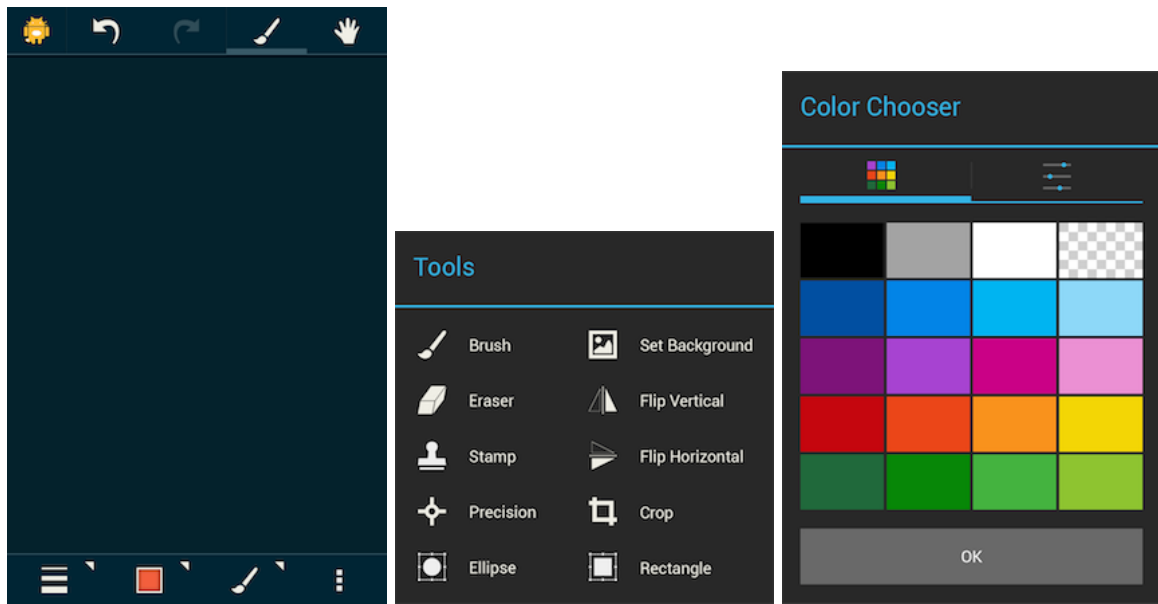 Tools
Brush
Set Background
Eraser
Flip Vertical
Stamp
Flip Horizontal
Precision
Crop
Ellipse
Rectangle
Color Chooser
OK